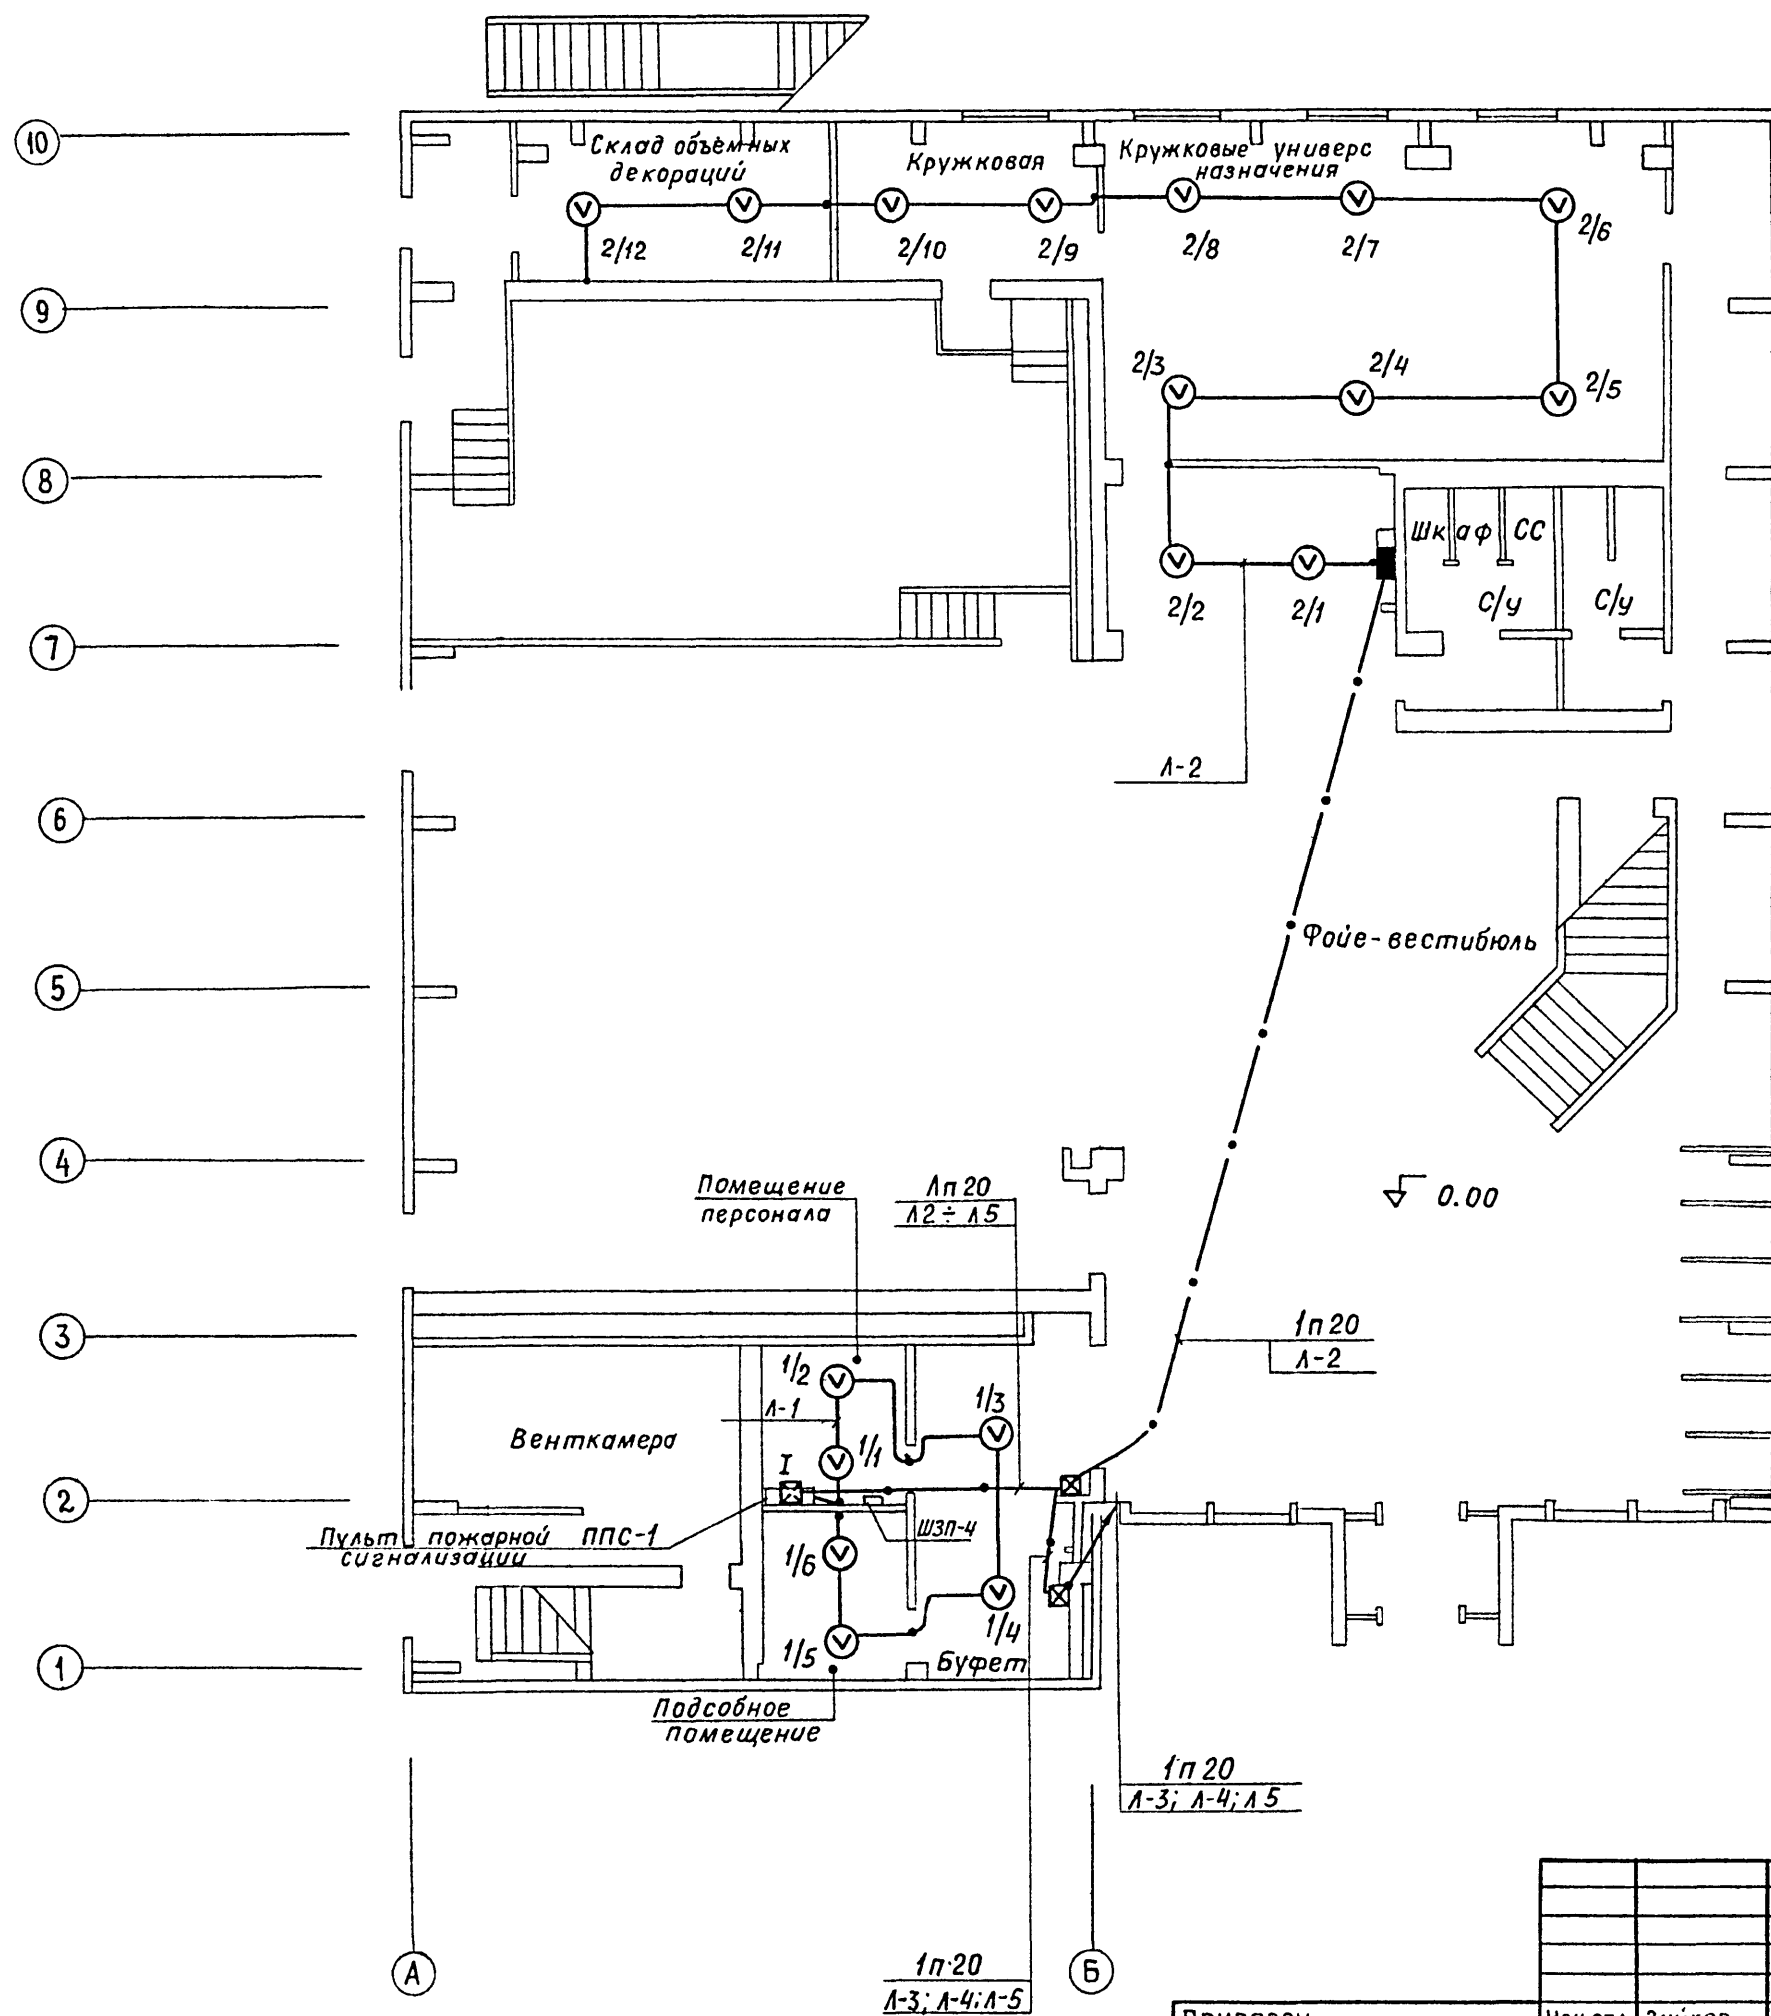 10
Склад объёмных
декораций
Кружковая
Кружковые универс
назначения
2/12
2/11
2/10
2/9
2/8
2/7
2/6
9
2/3
2/4
2/5
8
Шкаф СС
2/2
2/1
С/у
С/у
7
Л-2
6
Фойе-вестибюль
5
4
Помещение
персонала
Лп 20
Л2÷Л5
0.00
3
1п 20
Л-2
1/2
1/3
Л-1
Венткамера
1/1
I
2
Пульт пожарной ППС-1
сигнализации
ШЗП-4
1/6
1/4
1/5
1
Буфет
Подсобное
помещение
1п 20
Л-3; Л-4; Л5
А
Б
1п·20
Л-3; Л-4; Л-5